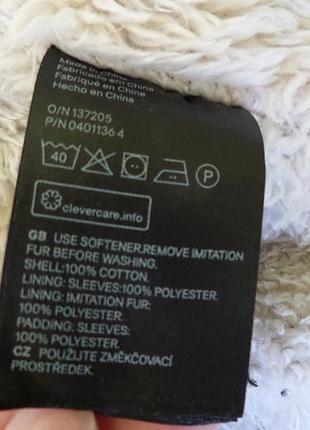 Made in China
Fabricado em China
Fabriqué en China
Hecho en China
O/N 137205
P/N 0401136 4
40
P
clevercare.info
GB USE SOFTENER.REMOVE IMITATION
FUR BEFORE WASHING.
SHELL:100% COTTON.
LINING: SLEEVES:100% POLYESTER.
LINING: IMITATION FUR:
100% POLYESTER.
PADDING: SLEEVES:
100% POLYESTER.
CZ POUŽIJTE ZMĚKČOVACÍ
PROSTŘEDEK.